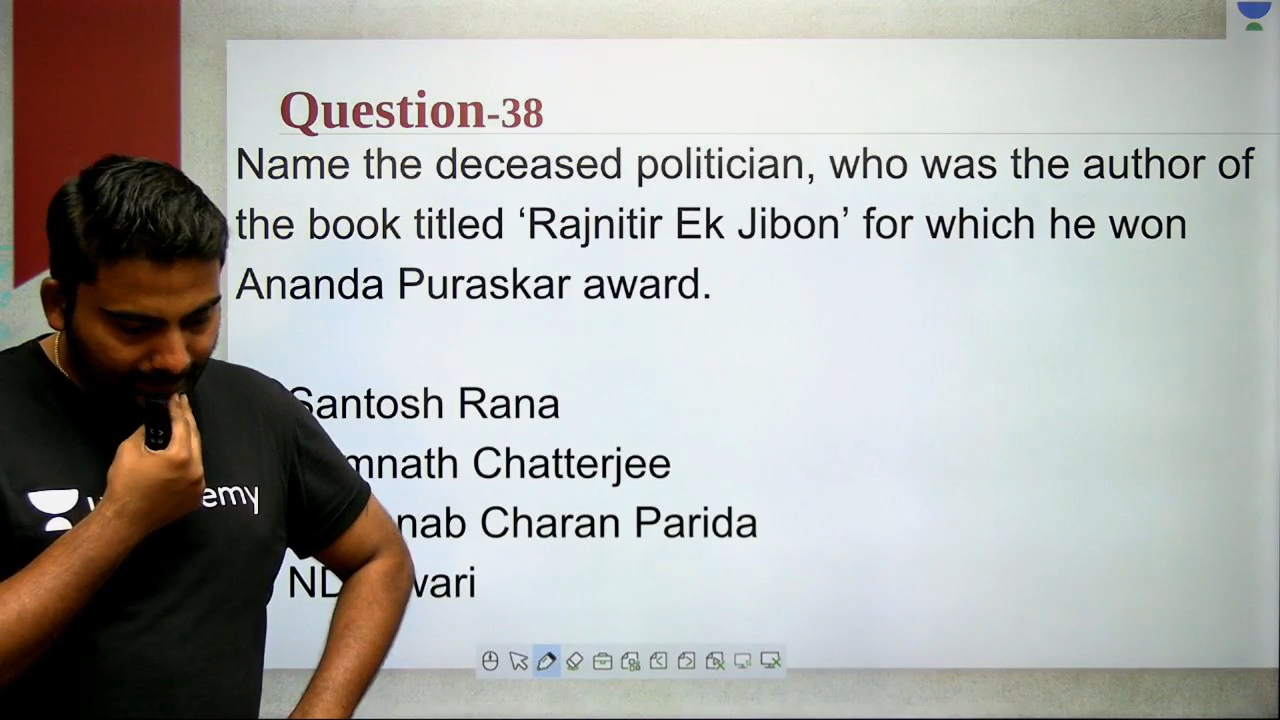 Question-38
Name the deceased politician, who was the author of
the book titled ‘Rajnitir Ek Jibon’ for which he won
Ananda Puraskar award.
Santosh Rana
mnath Chatterjee
nab Charan Parida
ND wari
emy